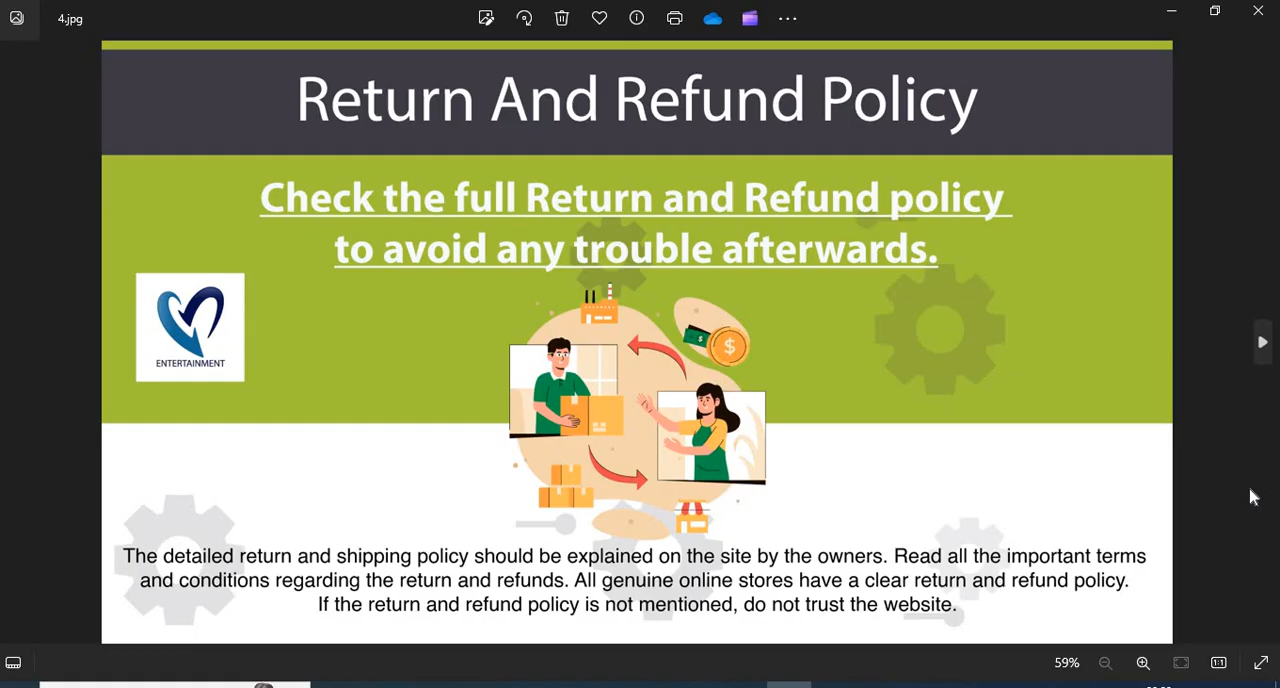 4.jpg
Return And Refund Policy
Check the full Return and Refund policy
to avoid any trouble afterwards.
ENTERTAINMENT
$
$
The detailed return and shipping policy should be explained on the site by the owners. Read all the important terms
and conditions regarding the return and refunds. All genuine online stores have a clear return and refund policy.
If the return and refund policy is not mentioned, do not trust the website.
59%
1:1